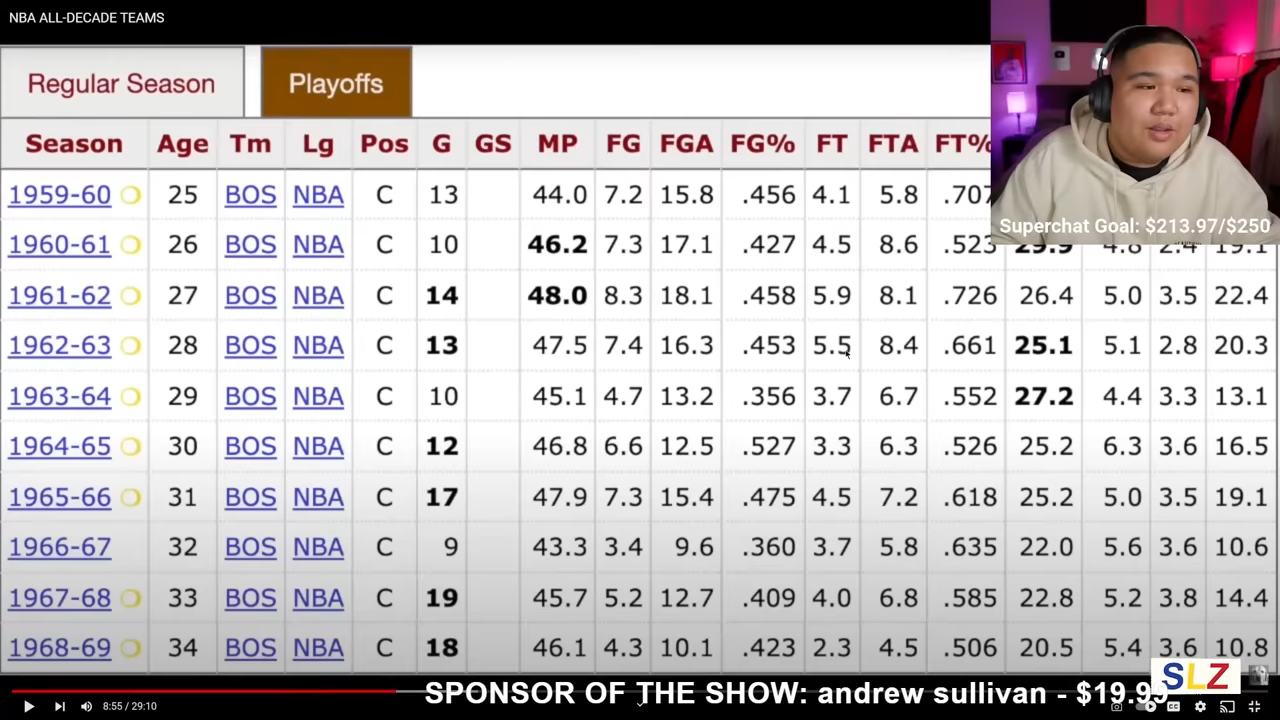 NBA ALL-DECADE TEAMS
Regular Season Playoffs
Season Age Tm Lg Pos G GS MP FG FGA FG% FT FTA FT%
1959-60 25 BOS NBA C 13 44.0 7.2 15.8 .456 4.1 5.8 .707
Superchat Goal: $213.97/$250
1960-61 26 BOS NBA C 10 46.2 7.3 17.1 .427 4.5 8.6 .523 29.9 4.8 2.4 19.1
1961-62 27 BOS NBA C 14 48.0 8.3 18.1 .458 5.9 8.1 .726 26.4 5.0 3.5 22.4
1962-63 28 BOS NBA C 13 47.5 7.4 16.3 .453 5.5 8.4 .661 25.1 5.1 2.8 20.3
1963-64 29 BOS NBA C 10 45.1 4.7 13.2 .356 3.7 6.7 .552 27.2 4.4 3.3 13.1
1964-65 30 BOS NBA C 12 46.8 6.6 12.5 .527 3.3 6.3 .526 25.2 6.3 3.6 16.5
1965-66 31 BOS NBA C 17 47.9 7.3 15.4 .475 4.5 7.2 .618 25.2 5.0 3.5 19.1
1966-67 32 BOS NBA C 9 43.3 3.4 9.6 .360 3.7 5.8 .635 22.0 5.6 3.6 10.6
1967-68 33 BOS NBA C 19 45.7 5.2 12.7 .409 4.0 6.8 .585 22.8 5.2 3.8 14.4
1968-69 34 BOS NBA C 18 46.1 4.3 10.1 .423 2.3 4.5 .506 20.5 5.4 3.6 10.8
SLZ
SPONSOR OF THE SHOW: andrew sullivan - $19.99
8:55 / 29:10